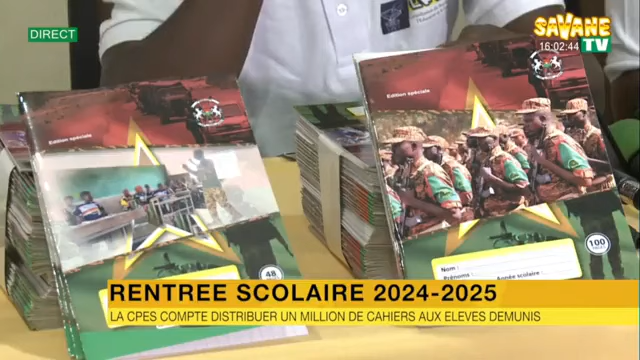 DIRECT
SAVANE
TV
16:02:44
Edition spéciale
Edition spéciale
48
100
Nom :
Prénoms :
Année scolaire :
RENTREE SCOLAIRE 2024-2025
LA CPES COMPTE DISTRIBUER UN MILLION DE CAHIERS AUX ELEVES DEMUNIS